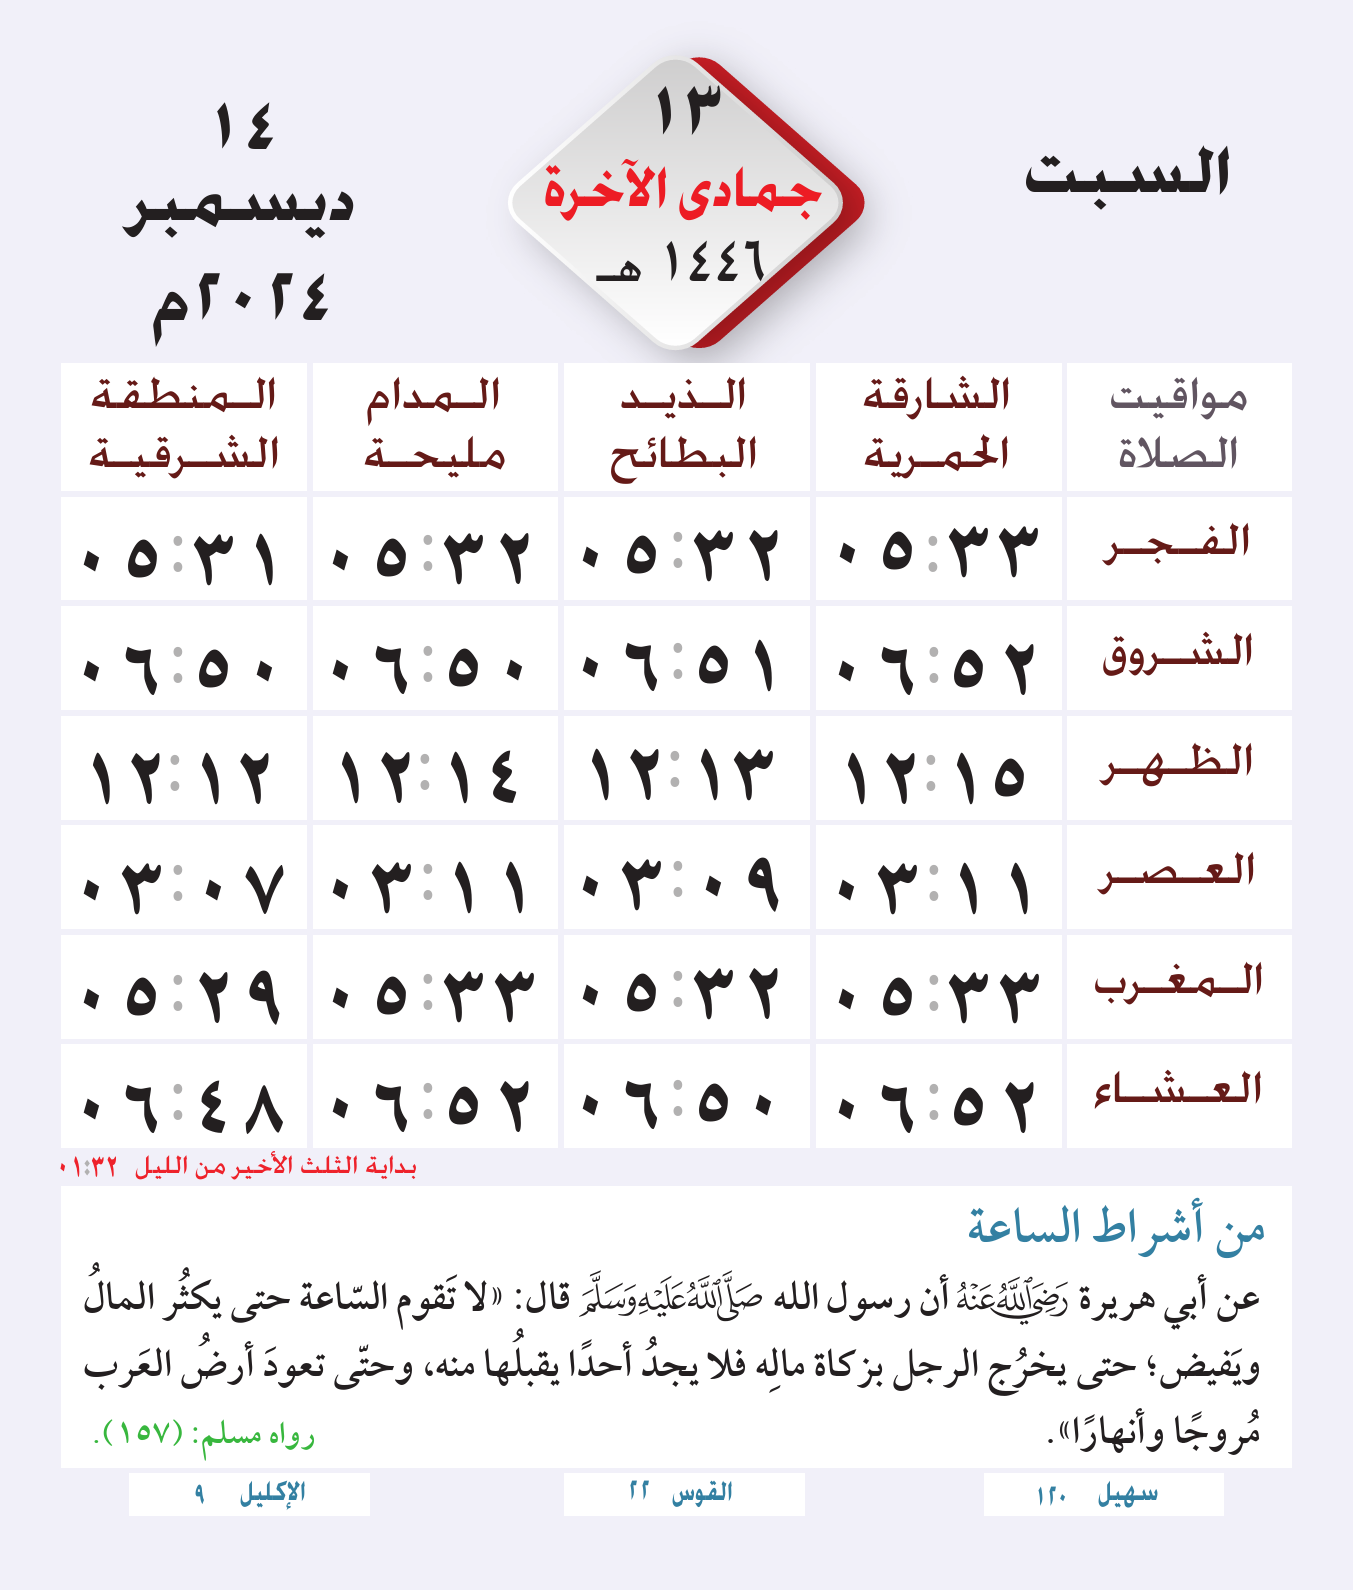 السبت
١٣
جمادى الآخرة
١٤٤٦ هـ
١٤
ديسمبر
٢٠٢٤م
مواقيت الصلاة | الشارقة الحمرية | الذيد البطائح | المدام مليحة | المنطقة الشرقية
الفجر ٠٥:٣٣ ٠٥:٣٢ ٠٥:٣٢ ٠٥:٣١
الشروق ٠٦:٥٢ ٠٦:٥١ ٠٦:٥٠ ٠٦:٥٠
الظهر ١٢:١٥ ١٢:١٣ ١٢:١٤ ١٢:١٢
العصر ٠٣:١١ ٠٣:٠٩ ٠٣:١١ ٠٣:٠٧
المغرب ٠٥:٣٣ ٠٥:٣٢ ٠٥:٣٣ ٠٥:٢٩
العشاء ٠٦:٥٢ ٠٦:٥٠ ٠٦:٥٢ ٠٦:٤٨
بداية الثلث الأخير من الليل ٠١:٣٢
من أشراط الساعة
عن أبي هريرة رَضِيَ اللَّهُ عَنْهُ أن رسول الله صَلَّى اللَّهُ عَلَيْهِ وَسَلَّمَ قال: «لا تَقوم السّاعة حتى يكثُر المالُ
ويَفيض؛ حتى يخرُج الرجل بزكاة مالِه فلا يجدُ أحدًا يقبلُها منه، وحتّى تعودَ أرضُ العَرب
مُروجًا وأنهارًا».
رواه مسلم: (١٥٧).
سهيل ١٢٠
القوس ٢٢
الإكليل ٩